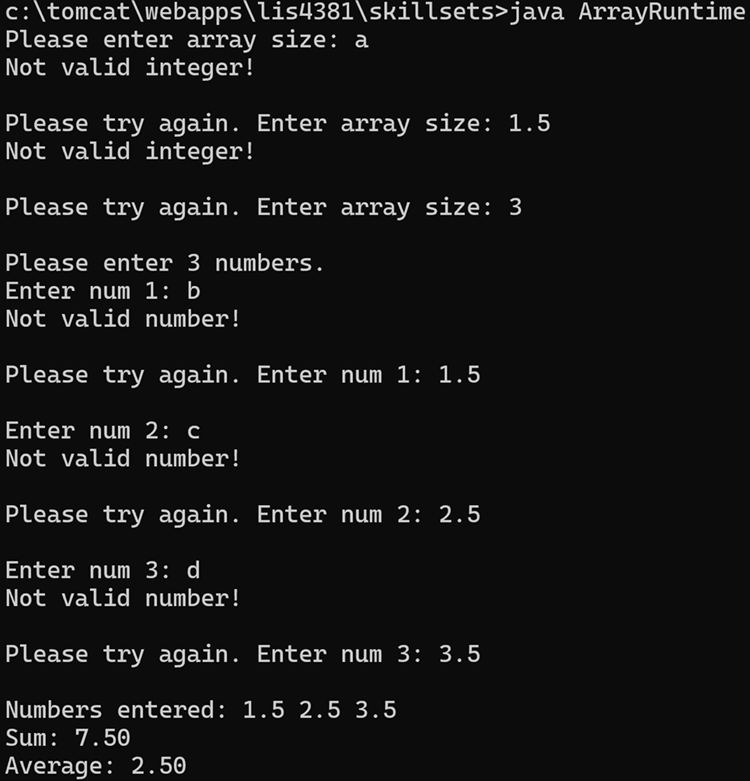 c:\tomcat\webapps\lis4381\skillsets>java ArrayRuntime
Please enter array size: a
Not valid integer!
Please try again. Enter array size: 1.5
Not valid integer!
Please try again. Enter array size: 3
Please enter 3 numbers.
Enter num 1: b
Not valid number!
Please try again. Enter num 1: 1.5
Enter num 2: c
Not valid number!
Please try again. Enter num 2: 2.5
Enter num 3: d
Not valid number!
Please try again. Enter num 3: 3.5
Numbers entered: 1.5 2.5 3.5
Sum: 7.50
Average: 2.50